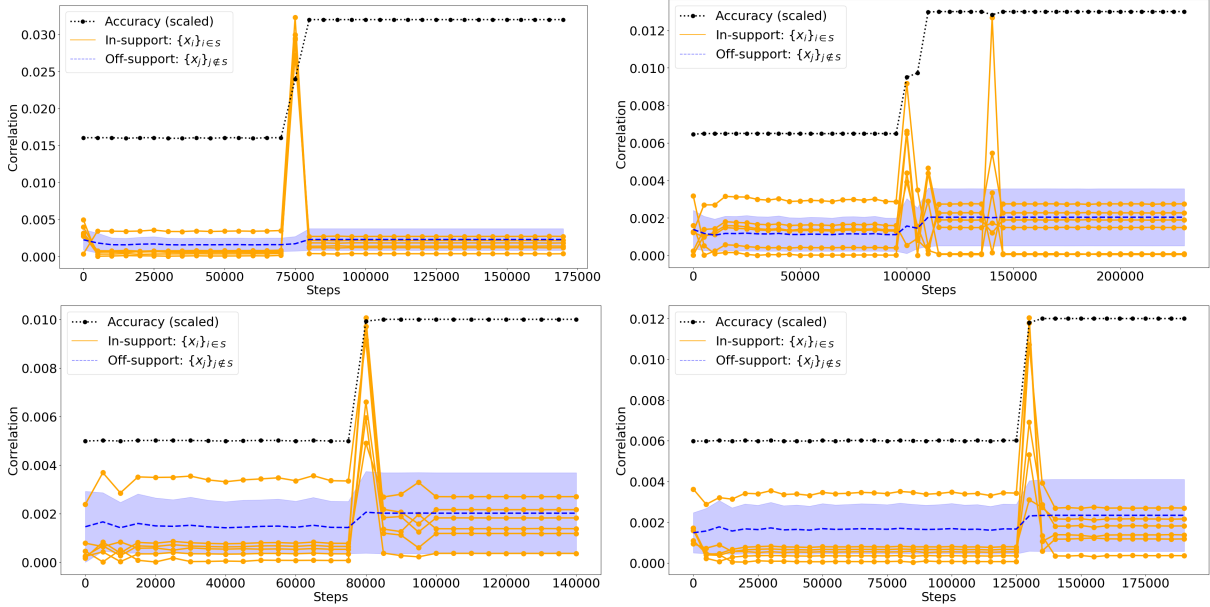 Accuracy (scaled)
In-support: {x_i}_{i∈S}
Off-support: {x_j}_{j∉S}
Correlation
0.030
0.025
0.020
0.015
0.010
0.005
0.000
0 25000 50000 75000 100000 125000 150000 175000
Steps
Accuracy (scaled)
In-support: {x_i}_{i∈S}
Off-support: {x_j}_{j∉S}
Correlation
0.012
0.010
0.008
0.006
0.004
0.002
0.000
0 50000 100000 150000 200000
Steps
Accuracy (scaled)
In-support: {x_i}_{i∈S}
Off-support: {x_j}_{j∉S}
Correlation
0.010
0.008
0.006
0.004
0.002
0.000
0 20000 40000 60000 80000 100000 120000 140000
Steps
Accuracy (scaled)
In-support: {x_i}_{i∈S}
Off-support: {x_j}_{j∉S}
Correlation
0.012
0.010
0.008
0.006
0.004
0.002
0.000
0 25000 50000 75000 100000 125000 150000 175000
Steps